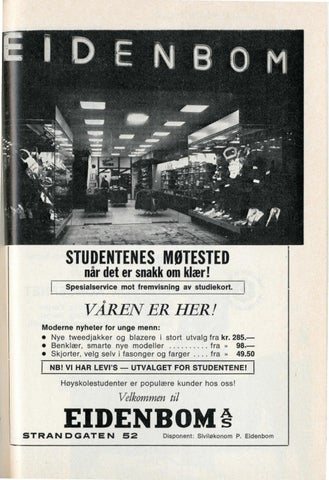 EIDENBOM
STUDENTENES MØTESTED
når det er snakk om klær!
Spesialservice mot fremvisning av studiekort.
VÅREN ER HER!
Moderne nyheter for unge menn:
● Nye tweedjakker og blazere i stort utvalg fra kr. 285.—
● Benklær, smarte nye modeller .......... fra » 98.—
● Skjorter, velg selv i fasonger og farger .... fra » 49.50
NB! VI HAR LEVI'S — UTVALGET FOR STUDENTENE!
Høyskolestudenter er populære kunder hos oss!
Velkommen til
EIDENBOM A/S
STRANDGATEN 52 Disponent: Siviløkonom P. Eidenbom